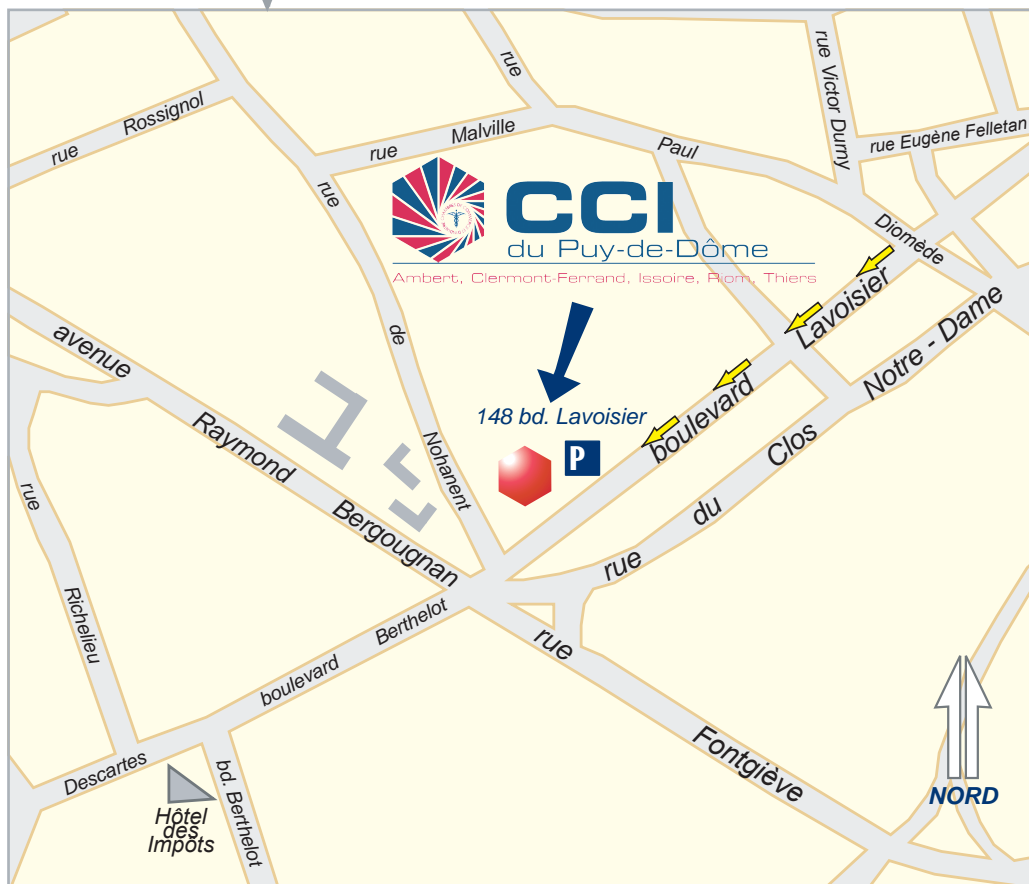 rue Victor Durny
rue
rue Rossignol
rue Malville
Paul
Diomède
rue Eugène Felletan
CCI
du Puy-de-Dôme
Ambert, Clermont-Ferrand, Issoire, Riom, Thiers
rue de Nohanent
boulevard Lavoisier
rue du Clos Notre - Dame
148 bd. Lavoisier
P
avenue Raymond Bergougnan
rue Richelieu
boulevard Berthelot
rue Fontgiève
Descartes
bd. Berthelot
Hôtel
des
Impôts
NORD